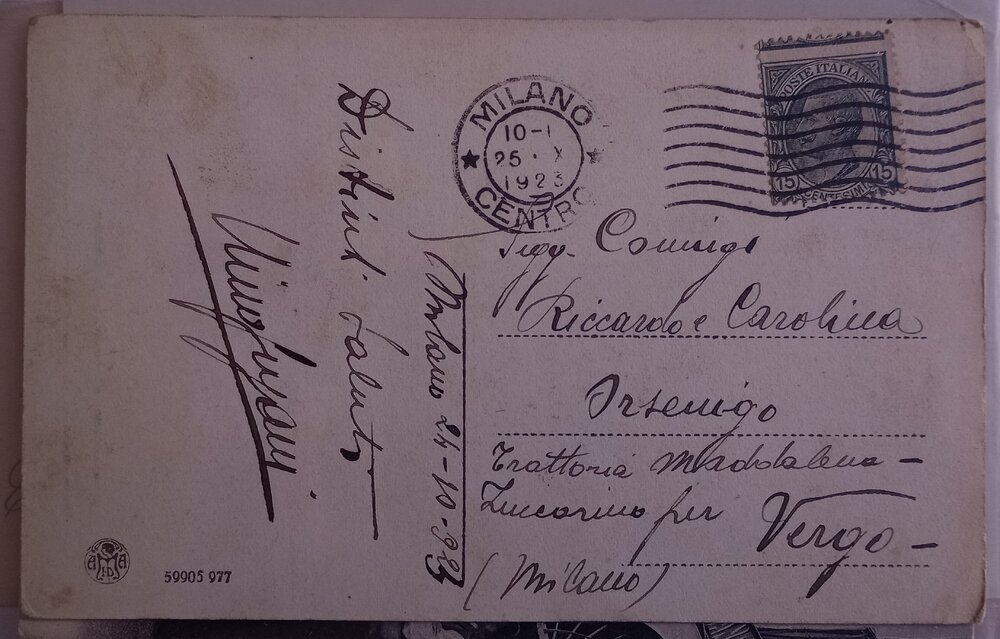 Distinti saluti
Milano 24-10-923
MILANO
10-1
25 · X
1923
CENTRO
POSTE ITALIANE
15 15
CENTESIMI
Sigg. Coniugi
Riccardo e Carolina
Orsenigo
Trattoria Maddalena -
Zuccorino per Vergo -
(Milano)
A M A
59905 977